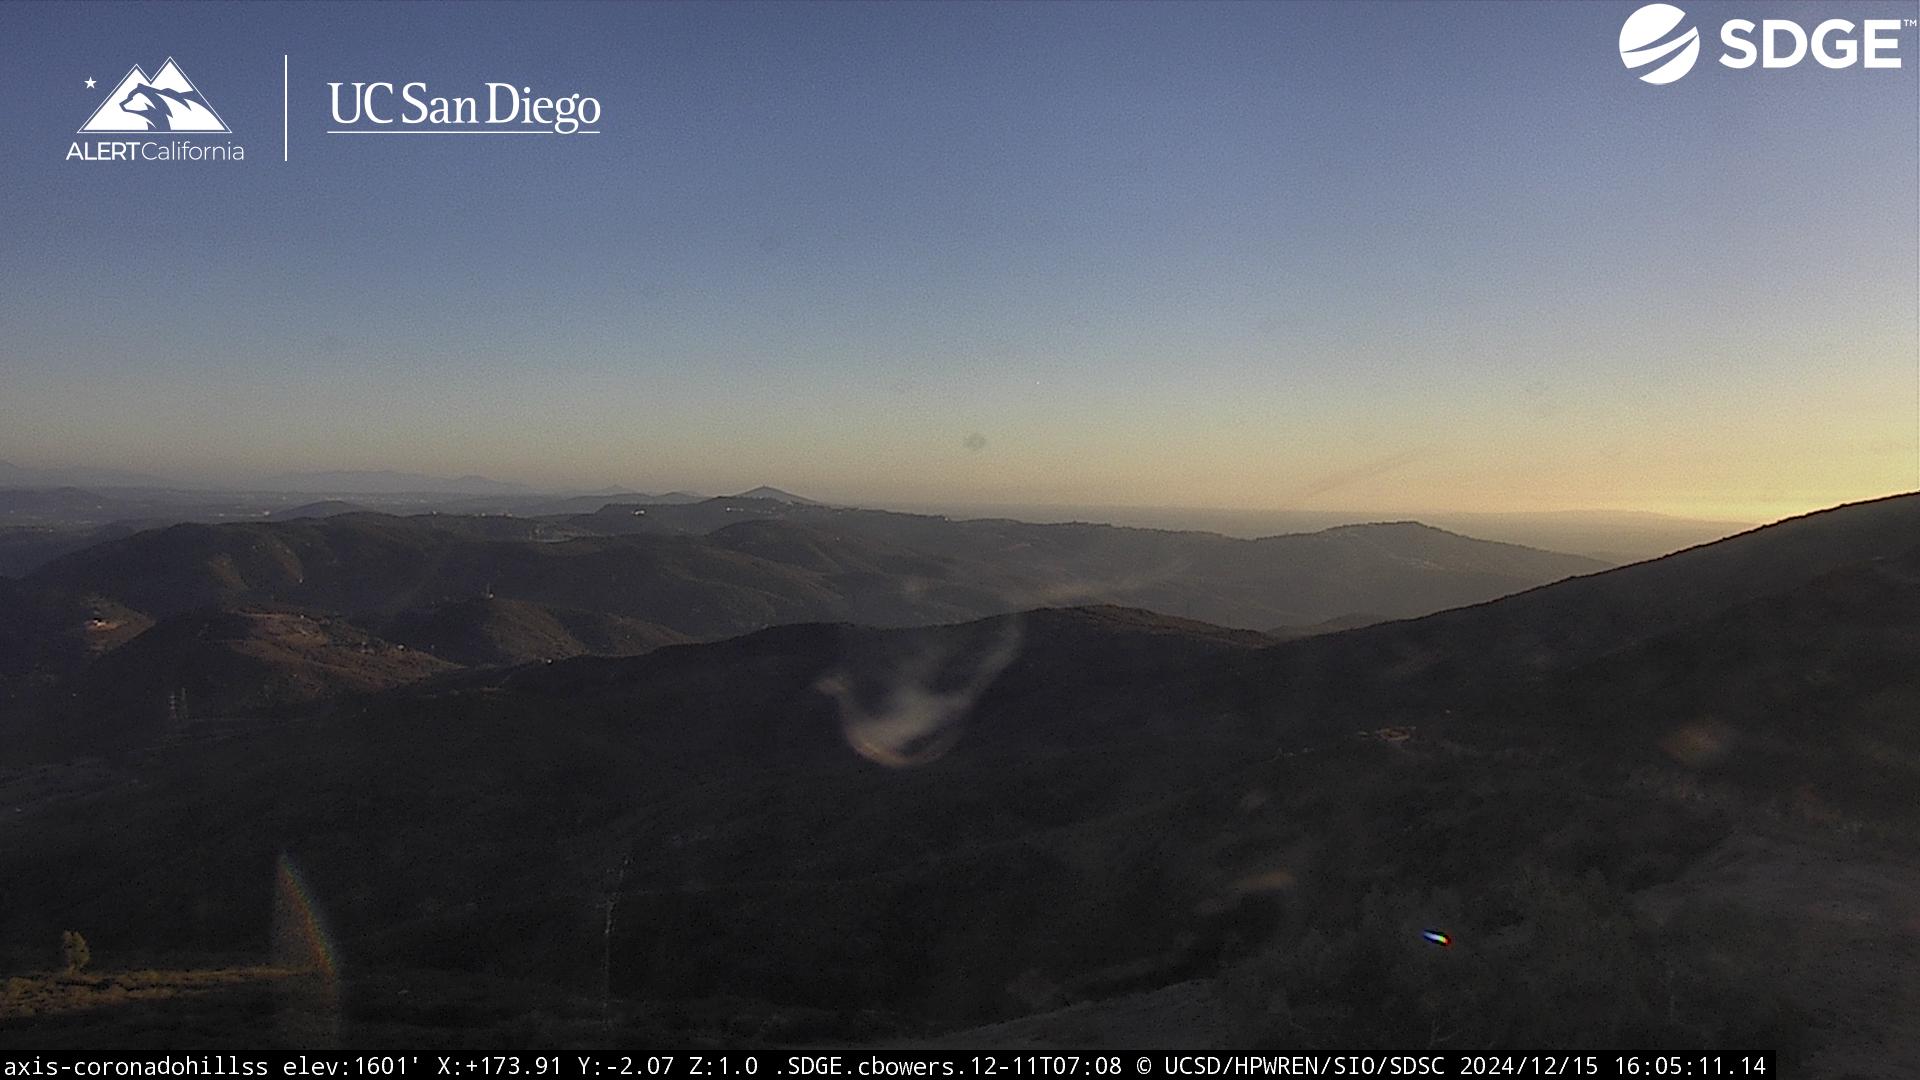 ALERTCalifornia
UC San Diego
SDGE™
axis-coronadohillss elev:1601' X:+173.91 Y:-2.07 Z:1.0 .SDGE.cbowers.12-11T07:08 © UCSD/HPWREN/SIO/SDSC 2024/12/15 16:05:11.14